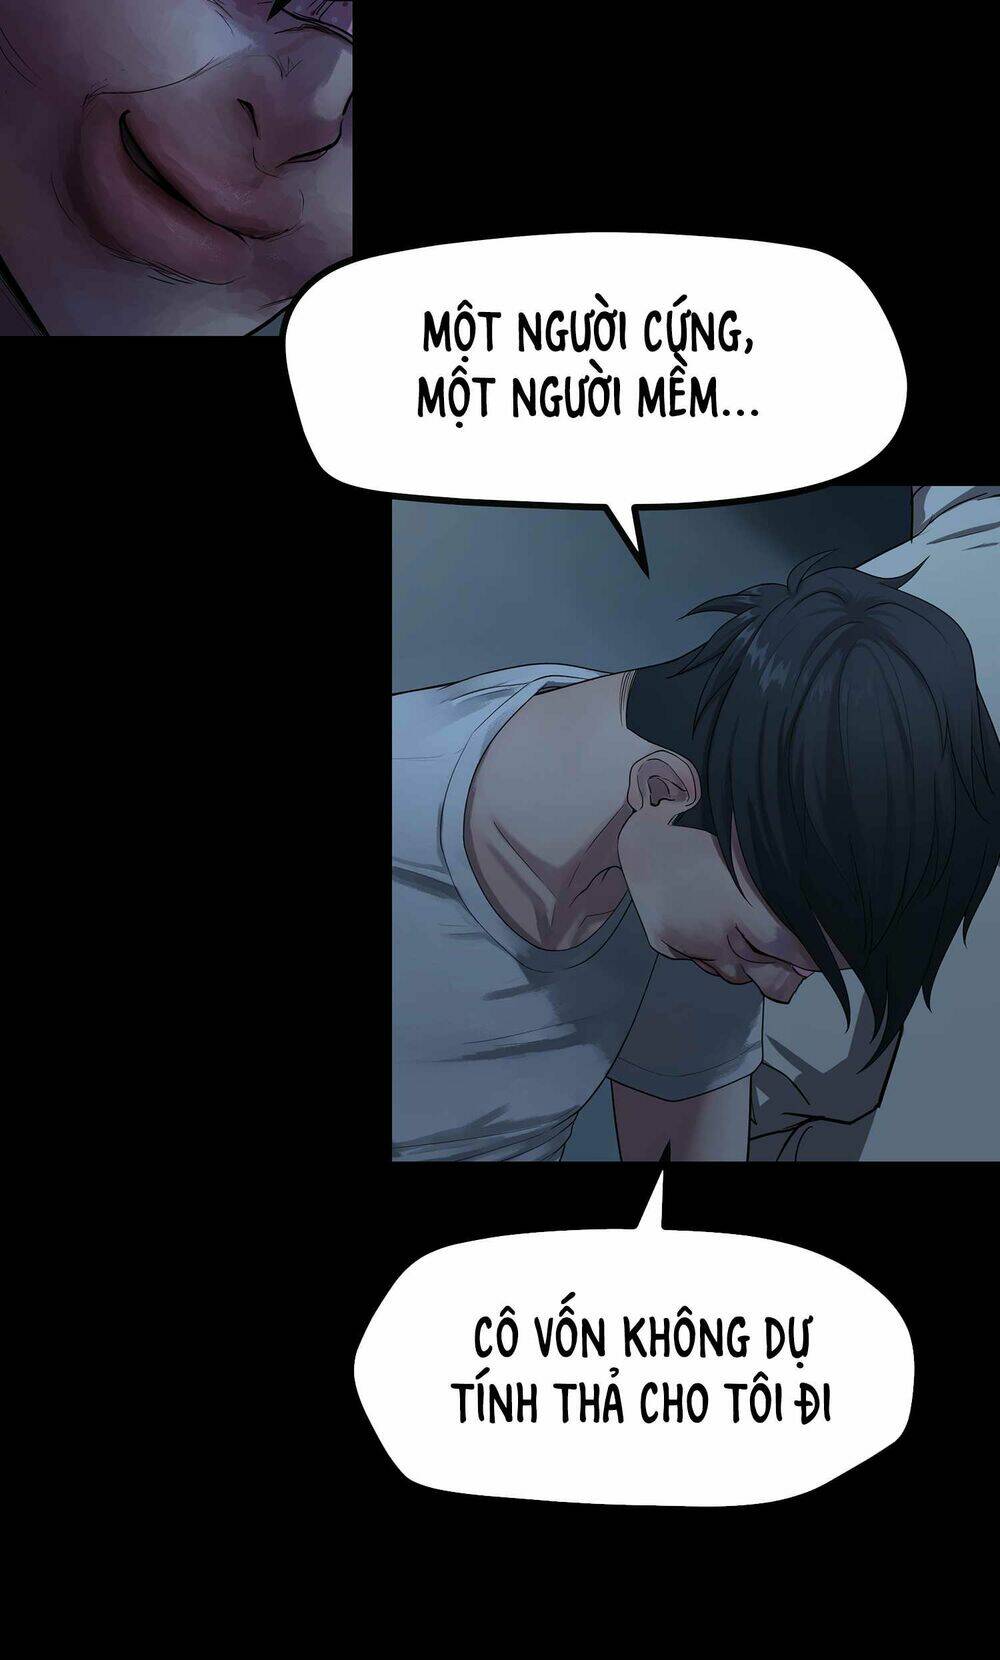 MỘT NGƯỜI CỨNG,
MỘT NGƯỜI MỀM...
CÔ VỐN KHÔNG DỰ
TÍNH THẢ CHO TÔI ĐI